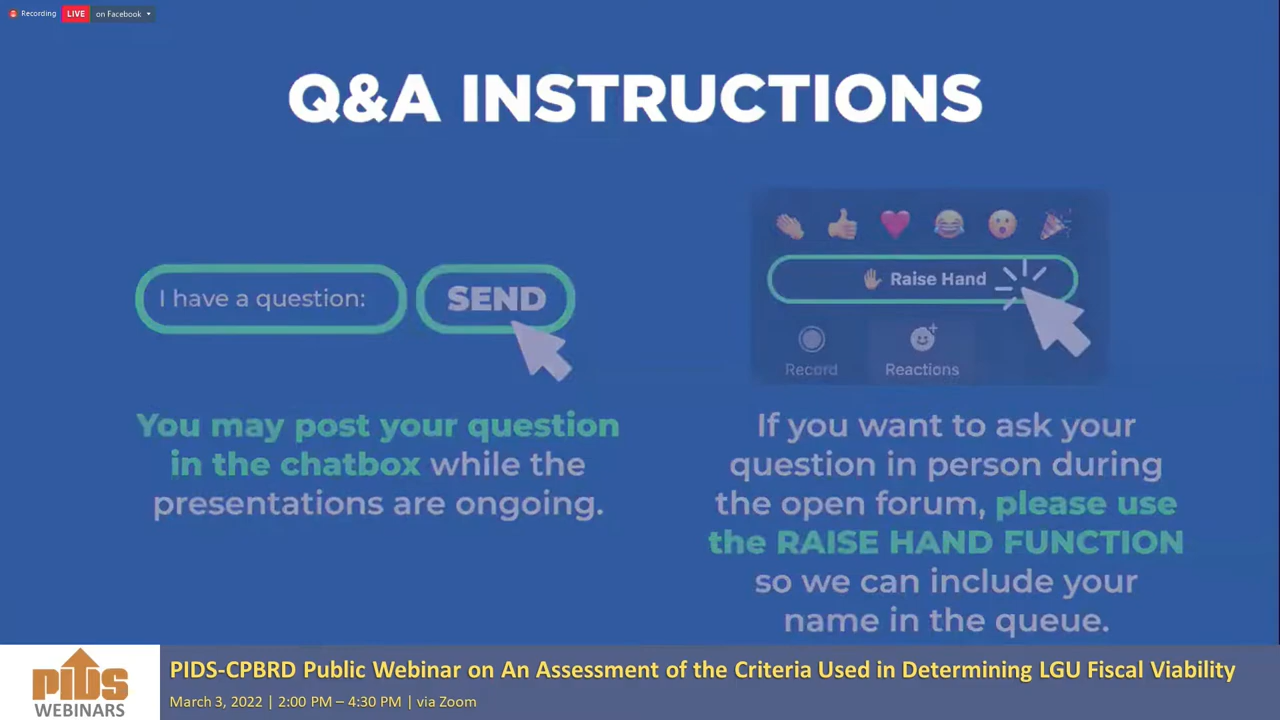 Recording LIVE on Facebook
Q&A INSTRUCTIONS
I have a question: SEND
You may post your question
in the chatbox while the
presentations are ongoing.
Raise Hand
Record Reactions
If you want to ask your
question in person during
the open forum, please use
the RAISE HAND FUNCTION
so we can include your
name in the queue.
PIDS
WEBINARS
PIDS-CPBRD Public Webinar on An Assessment of the Criteria Used in Determining LGU Fiscal Viability
March 3, 2022 | 2:00 PM – 4:30 PM | via Zoom